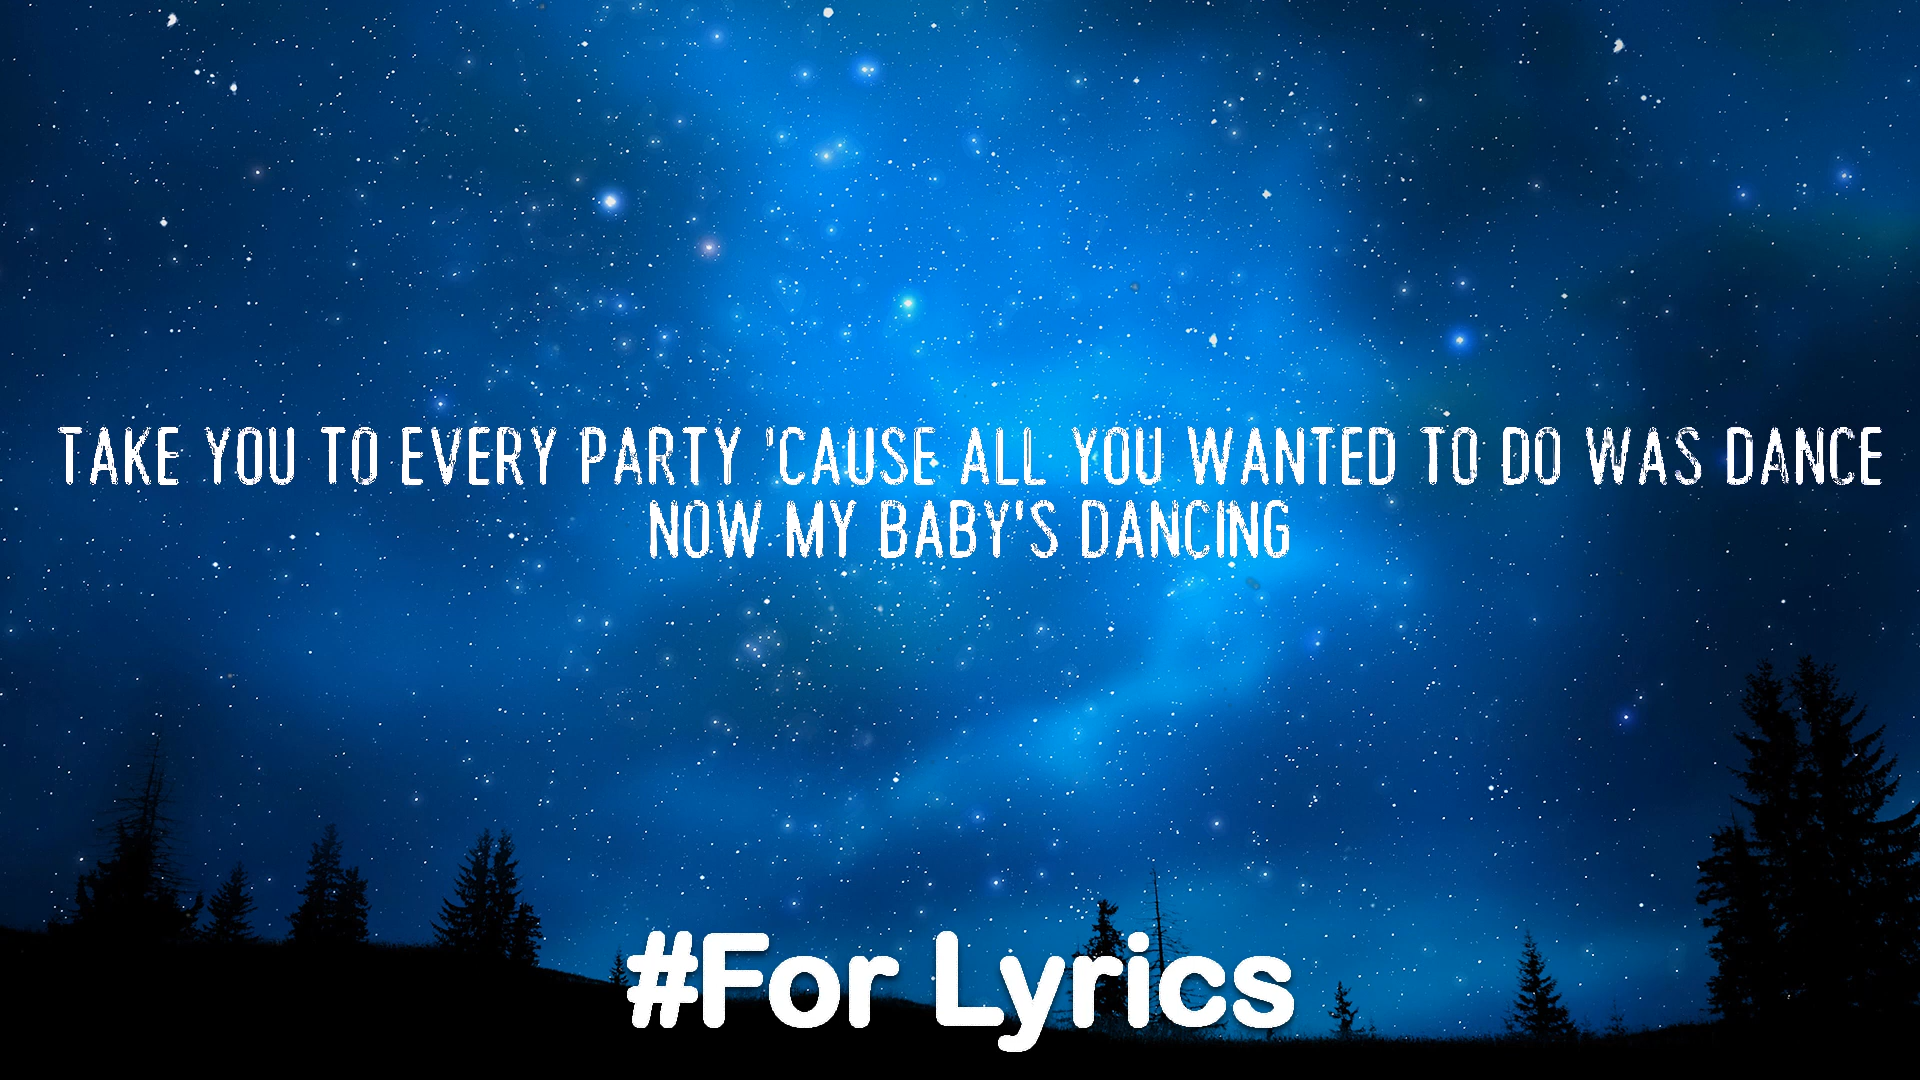 TAKE YOU TO EVERY PARTY 'CAUSE ALL YOU WANTED TO DO WAS DANCE
NOW MY BABY'S DANCING
#For Lyrics